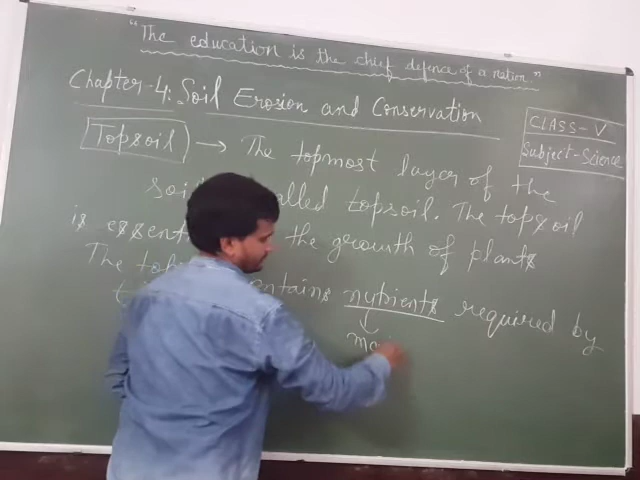 "The education is the chief defence of a nation."
Chapter-4: Soil Erosion and Conservation
CLASS-V
Subject-Science
Topsoil → The topmost layer of the
called topsoil. The topsoil
is the growth of plants
The nutrients required by